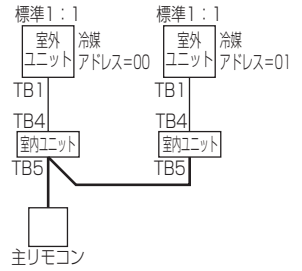 標準1:1
室外
ユニット
冷媒
アドレス=00
TB1
TB4
室内ユニット
TB5
標準1:1
室外
ユニット
冷媒
アドレス=01
TB1
TB4
室内ユニット
TB5
主リモコン